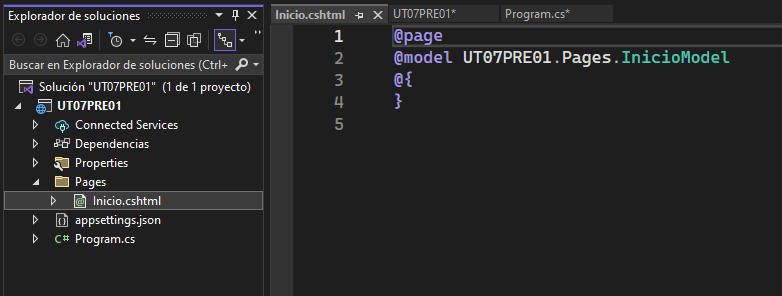 Explorador de soluciones
Buscar en Explorador de soluciones (Ctrl+
Solución "UT07PRE01" (1 de 1 proyecto)
UT07PRE01
Connected Services
Dependencias
Properties
Pages
Inicio.cshtml
appsettings.json
C# Program.cs
Inicio.cshtml UT07PRE01* Program.cs*
1 @page
2 @model UT07PRE01.Pages.InicioModel
3 @{
4 }
5